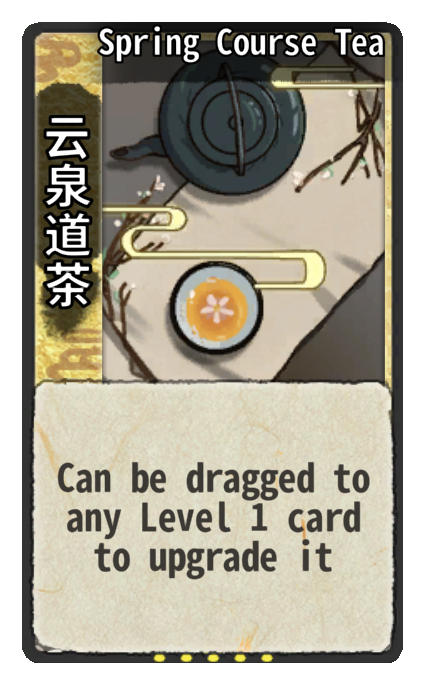 Spring Course Tea
云泉道茶
Can be dragged to
any Level 1 card
to upgrade it